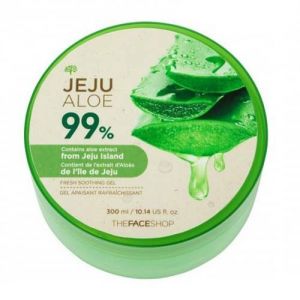 JEJU
ALOE
99%
Contains aloe extract
from Jeju Island
Contient de l'extrait d'Aloès
de l'île de Jeju
FRESH SOOTHING GEL
GEL APAISANT RAFRAÎCHISSANT
300 ml / 10.14 US fl. oz.
THEFACESHOP